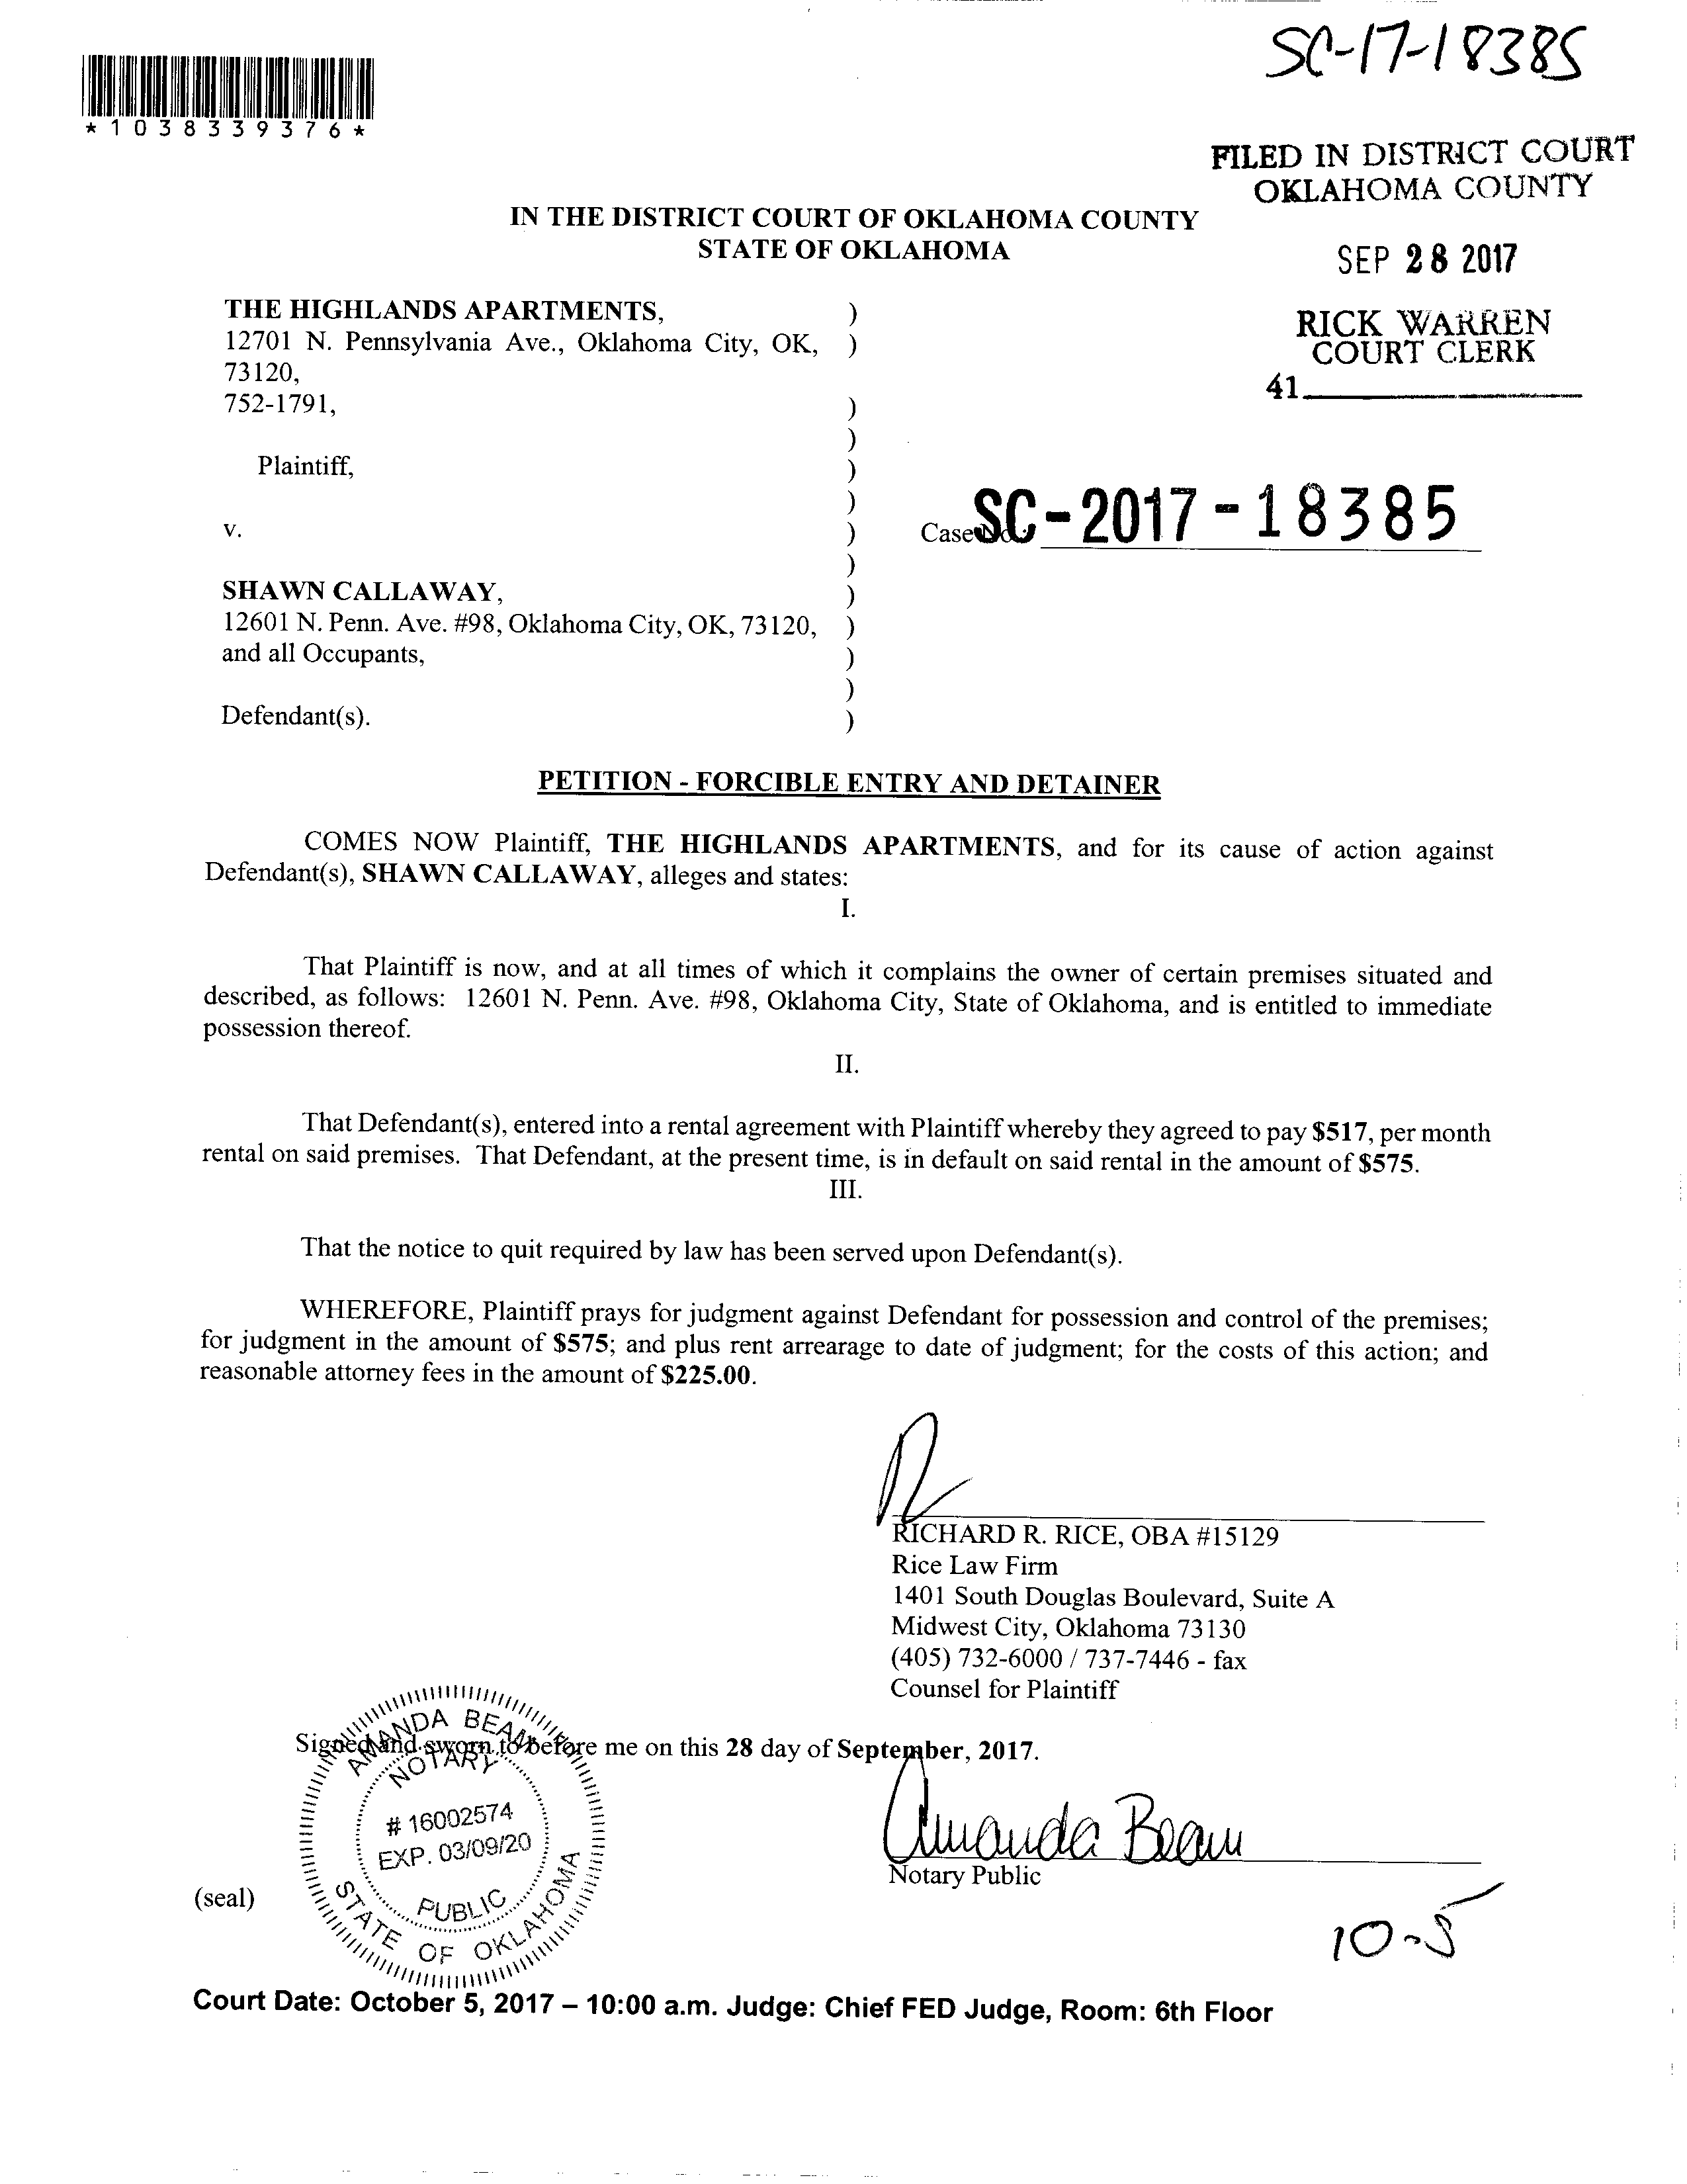 SC-17-18385
*1038339376*
FILED IN DISTRICT COURT
OKLAHOMA COUNTY
IN THE DISTRICT COURT OF OKLAHOMA COUNTY
STATE OF OKLAHOMA
SEP 28 2017
RICK WARREN
COURT CLERK
41
THE HIGHLANDS APARTMENTS, )
12701 N. Pennsylvania Ave., Oklahoma City, OK, )
73120,
752-1791, )
)
Plaintiff, )
)
v. )
Case No.: SC-2017-18385
)
SHAWN CALLAWAY, )
12601 N. Penn. Ave. #98, Oklahoma City, OK, 73120, )
and all Occupants, )
)
Defendant(s). )
PETITION - FORCIBLE ENTRY AND DETAINER
COMES NOW Plaintiff, THE HIGHLANDS APARTMENTS, and for its cause of action against
Defendant(s), SHAWN CALLAWAY, alleges and states:
I.
That Plaintiff is now, and at all times of which it complains the owner of certain premises situated and
described, as follows: 12601 N. Penn. Ave. #98, Oklahoma City, State of Oklahoma, and is entitled to immediate
possession thereof.
II.
That Defendant(s), entered into a rental agreement with Plaintiff whereby they agreed to pay $517, per month
rental on said premises. That Defendant, at the present time, is in default on said rental in the amount of $575.
III.
That the notice to quit required by law has been served upon Defendant(s).
WHEREFORE, Plaintiff prays for judgment against Defendant for possession and control of the premises;
for judgment in the amount of $575; and plus rent arrearage to date of judgment; for the costs of this action; and
reasonable attorney fees in the amount of $225.00.
RICHARD R. RICE, OBA #15129
Rice Law Firm
1401 South Douglas Boulevard, Suite A
Midwest City, Oklahoma 73130
(405) 732-6000 / 737-7446 - fax
Counsel for Plaintiff
Signed and sworn to before me on this 28 day of September, 2017.
AMANDA BEAM
NOTARY
# 16002574
EXP. 03/09/20
PUBLIC
STATE OF OKLAHOMA
Amanda Beam
Notary Public
(seal)
10-5
Court Date: October 5, 2017 – 10:00 a.m. Judge: Chief FED Judge, Room: 6th Floor